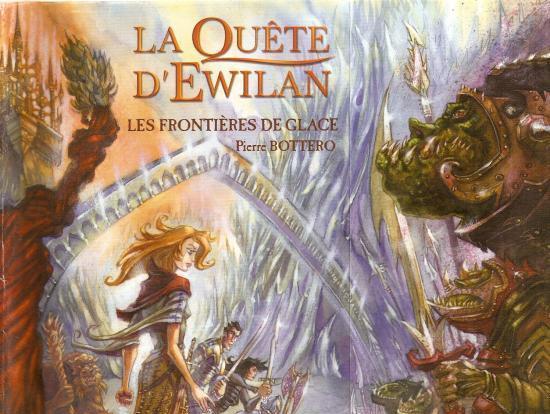 LA QUÊTE
D'EWILAN
LES FRONTIÈRES DE GLACE
Pierre BOTTERO